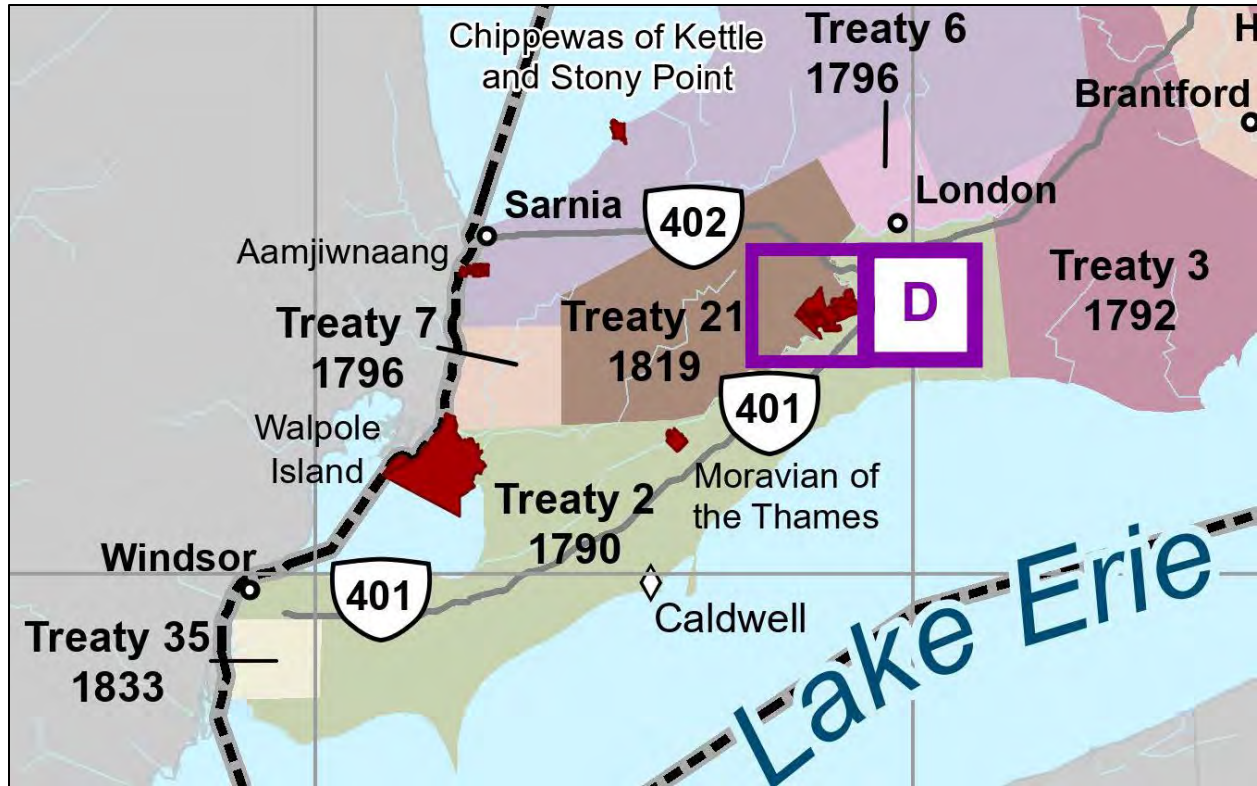 Chippewas of Kettle
and Stony Point
Treaty 6
1796
H
Brantford
Sarnia
402
London
Aamjiwnaang
Treaty 7
1796
Treaty 21
1819
D
Treaty 3
1792
401
Walpole
Island
Moravian of
the Thames
Treaty 2
1790
Windsor
401
Caldwell
Treaty 35
1833
Lake Erie